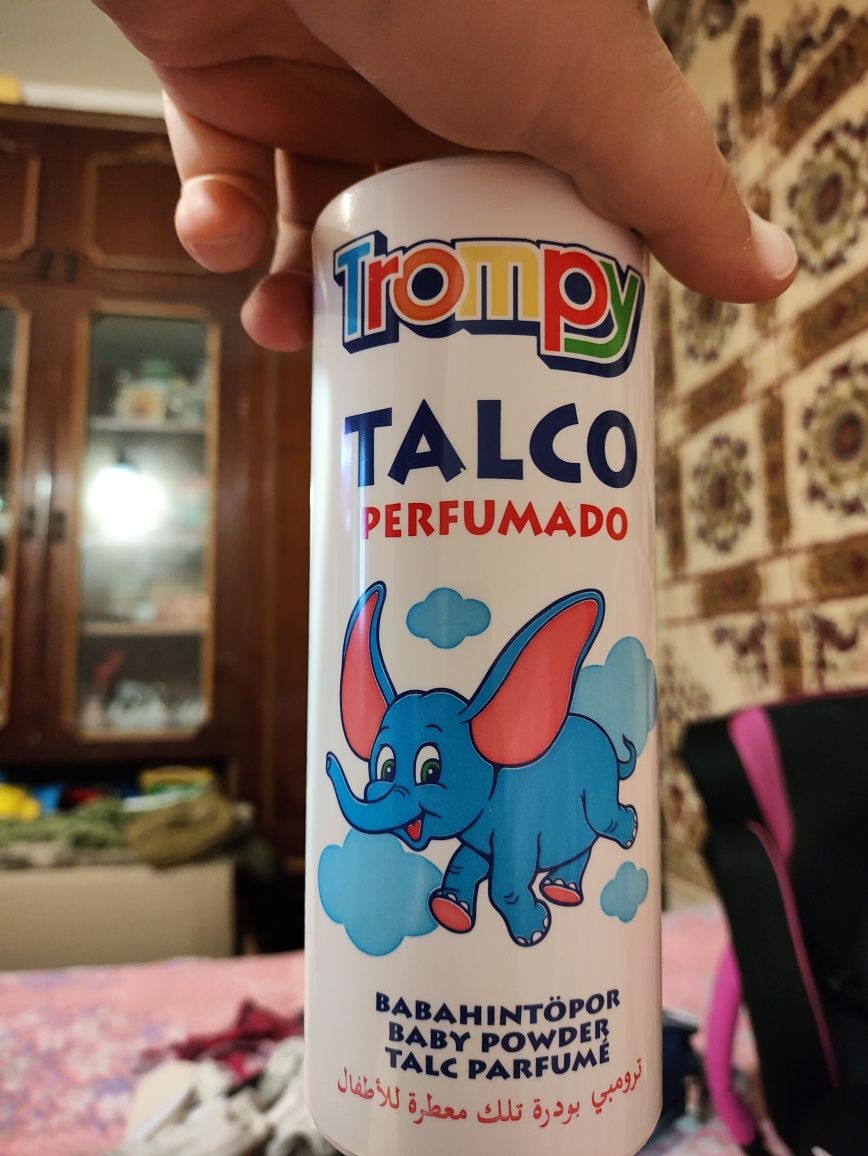 Trompy
TALCO
PERFUMADO
BABAHINTÖPOR
BABY POWDER
TALC PARFUMÉ
ترومبي بودرة تلك معطرة للأطفال